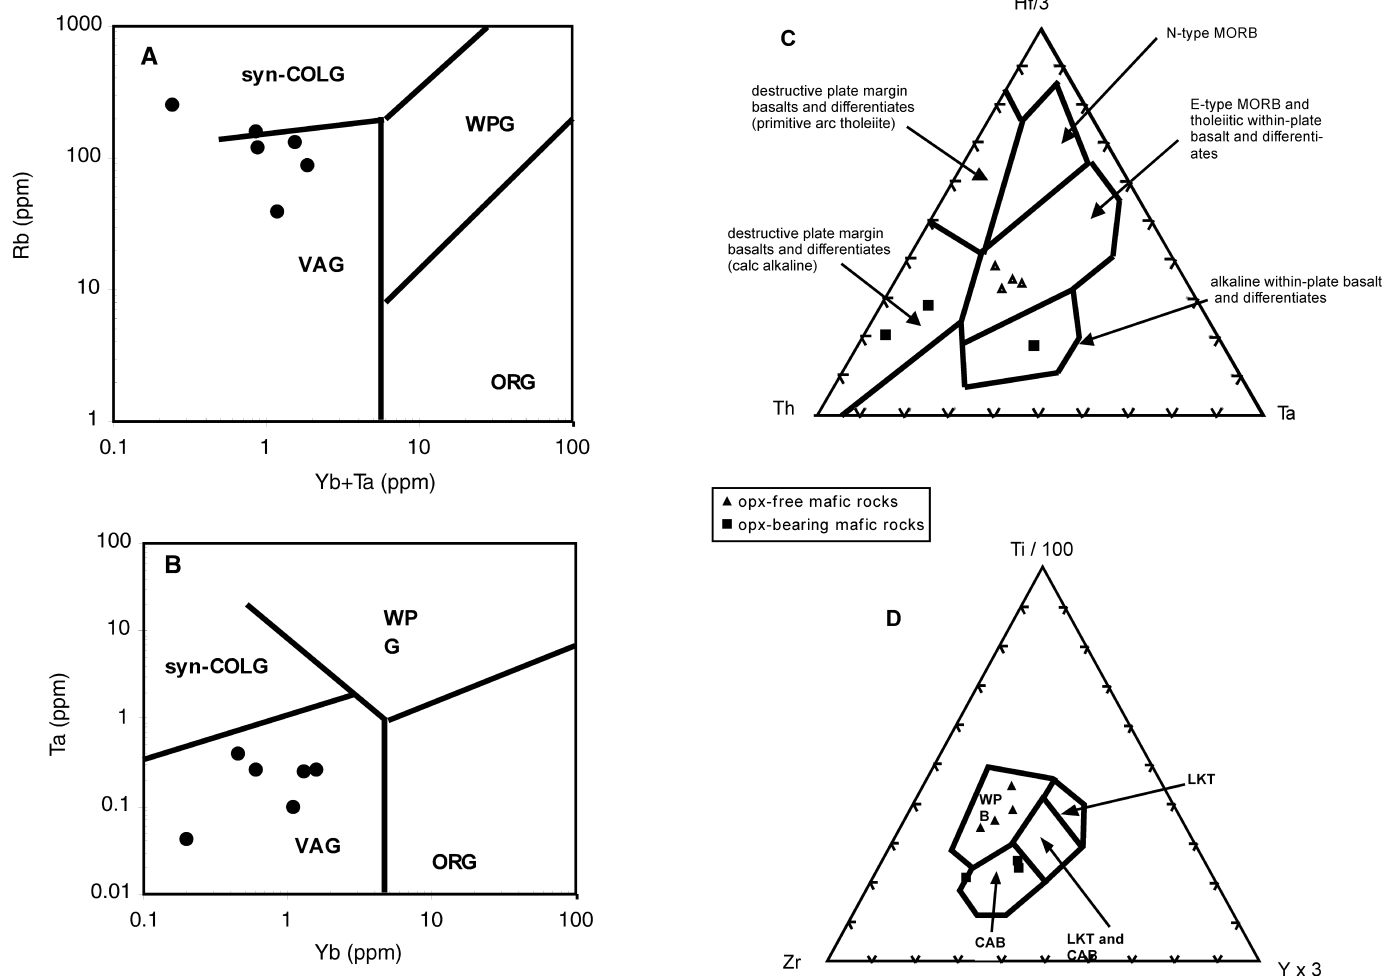 1000
100
10
1
0.1
1
10
100
Rb (ppm)
Yb+Ta (ppm)
A
syn-COLG
WPG
VAG
ORG
100
10
1
0.1
0.01
0.1
1
10
100
Ta (ppm)
Yb (ppm)
B
WP
G
syn-COLG
VAG
ORG
Hf/3
C
N-type MORB
destructive plate margin
basalts and differentiates
(primitive arc tholeiite)
E-type MORB and
tholeiitic within-plate
basalt and differenti-
ates
destructive plate margin
basalts and differentiates
(calc alkaline)
alkaline within-plate basalt
and differentiates
Th
Ta
opx-free mafic rocks
opx-bearing mafic rocks
Ti / 100
D
LKT
WP
B
CAB
LKT and
CAB
Zr
Y x 3